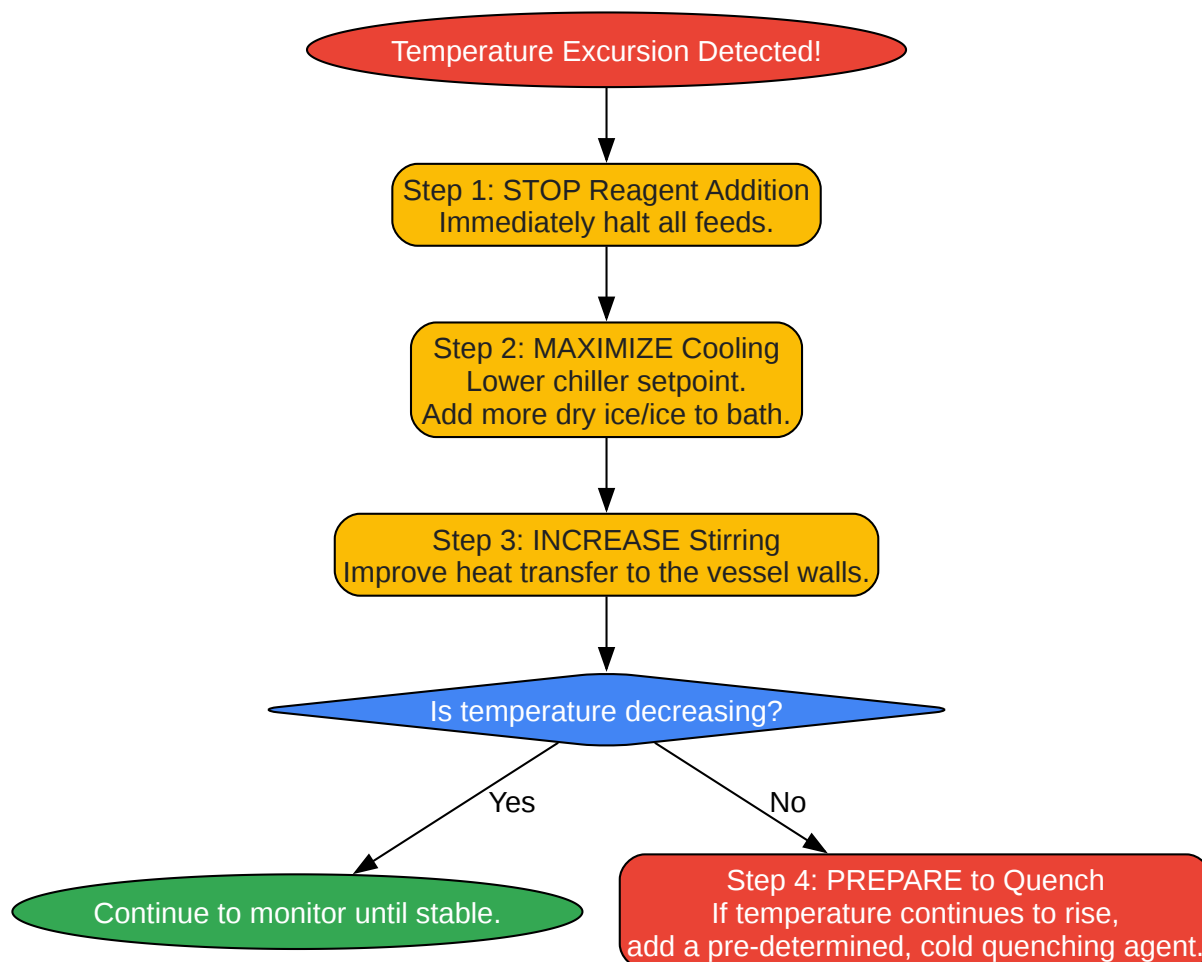 Temperature Excursion Detected!
Step 1: STOP Reagent Addition
Immediately halt all feeds.
Step 2: MAXIMIZE Cooling
Lower chiller setpoint.
Add more dry ice/ice to bath.
Step 3: INCREASE Stirring
Improve heat transfer to the vessel walls.
Is temperature decreasing?
Yes
No
Continue to monitor until stable.
Step 4: PREPARE to Quench
If temperature continues to rise,
add a pre-determined, cold quenching agent.